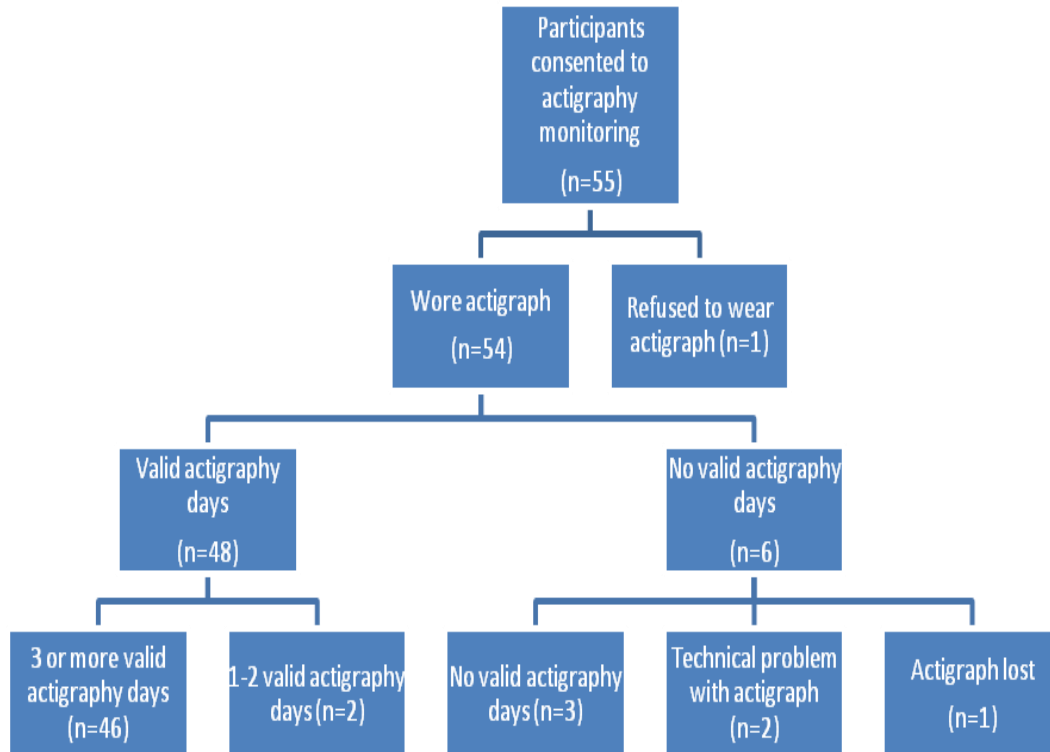 Participants
consented to
actigraphy
monitoring
(n=55)
Wore actigraph
(n=54)
Refused to wear
actigraph (n=1)
Valid actigraphy
days
(n=48)
No valid actigraphy
days
(n=6)
3 or more valid
actigraphy days
(n=46)
1-2 valid actigraphy
days (n=2)
No valid actigraphy
days (n=3)
Technical problem
with actigraph
(n=2)
Actigraph lost
(n=1)